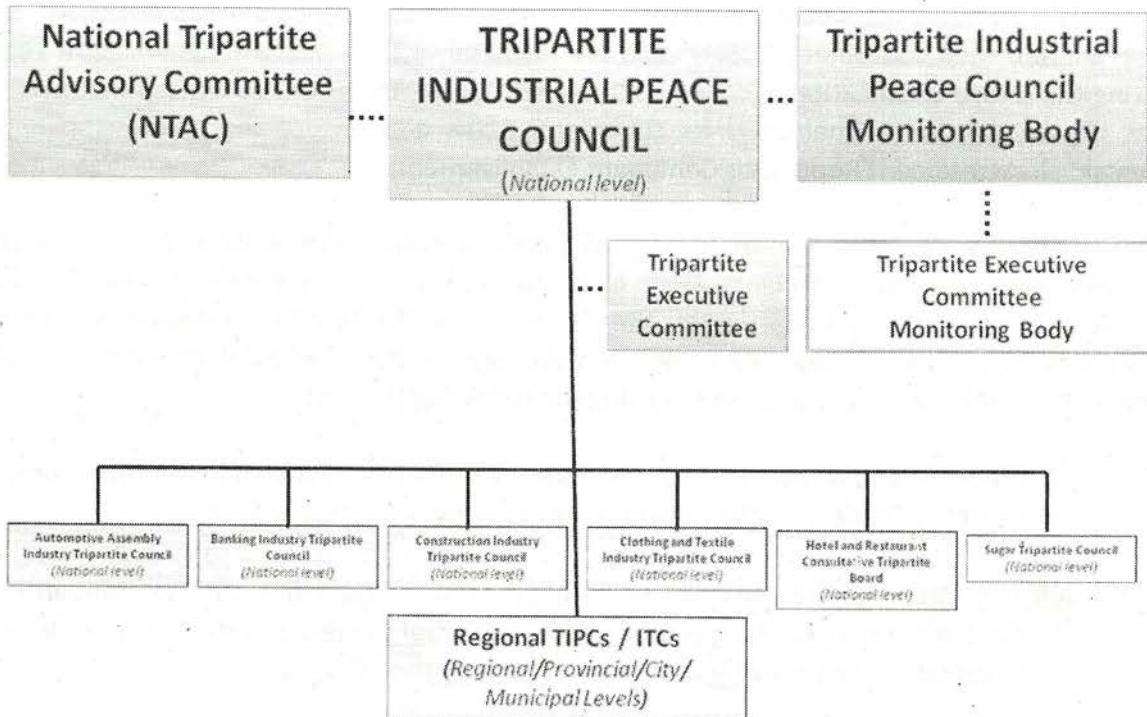 National Tripartite
Advisory Committee
(NTAC)
TRIPARTITE
INDUSTRIAL PEACE
COUNCIL
(National level)
Tripartite Industrial
Peace Council
Monitoring Body
Tripartite
Executive
Committee
Tripartite Executive
Committee
Monitoring Body
Automotive Assembly
Industry Tripartite Council
(National level)
Banking Industry Tripartite
Council
(National level)
Construction Industry
Tripartite Council
(National level)
Clothing and Textile
Industry Tripartite Council
(National level)
Hotel and Restaurant
Consultative Tripartite
Board
(National level)
Sugar Tripartite Council
(National level)
Regional TIPCs / ITCs
(Regional/Provincial/City/
Municipal Levels)